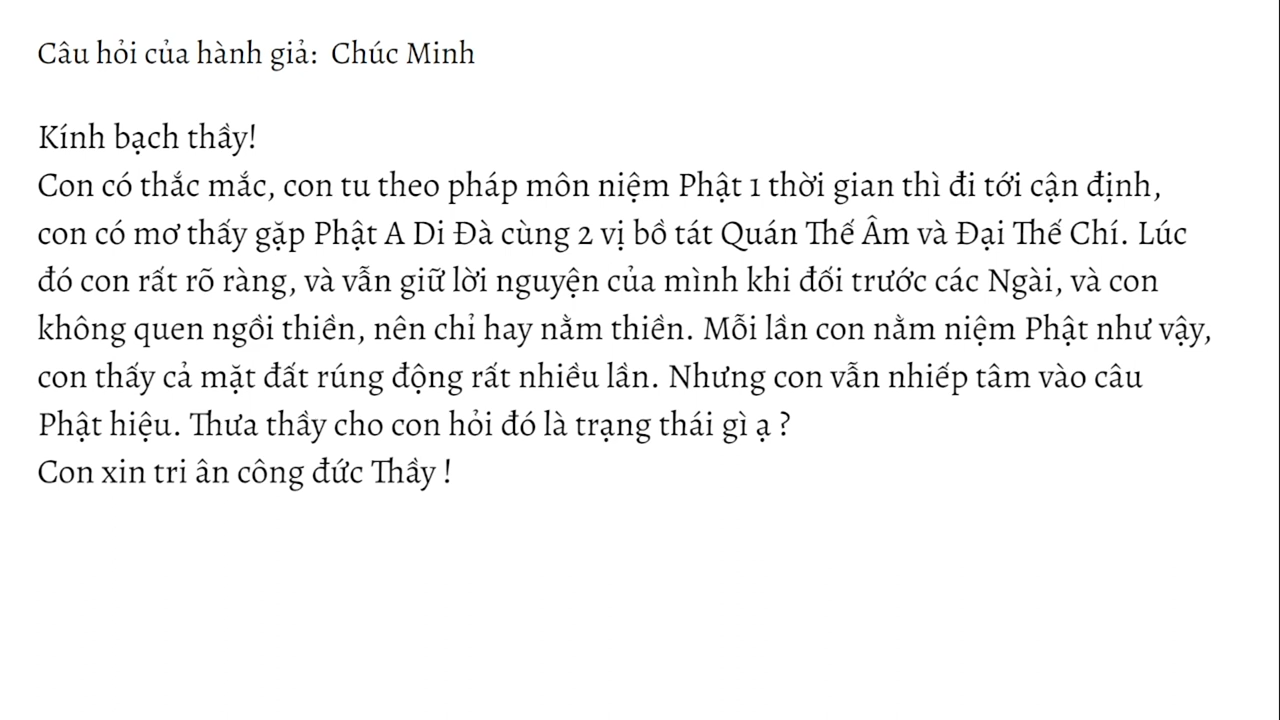 Câu hỏi của hành giả: Chúc Minh
Kính bạch thầy!
Con có thắc mắc, con tu theo pháp môn niệm Phật 1 thời gian thì đi tới cận định,
con có mơ thấy gặp Phật A Di Đà cùng 2 vị bồ tát Quán Thế Âm và Đại Thế Chí. Lúc
đó con rất rõ ràng, và vẫn giữ lời nguyện của mình khi đối trước các Ngài, và con
không quen ngồi thiền, nên chỉ hay nằm thiền. Mỗi lần con nằm niệm Phật như vậy,
con thấy cả mặt đất rúng động rất nhiều lần. Nhưng con vẫn nhiếp tâm vào câu
Phật hiệu. Thưa thầy cho con hỏi đó là trạng thái gì ạ ?
Con xin tri ân công đức Thầy !